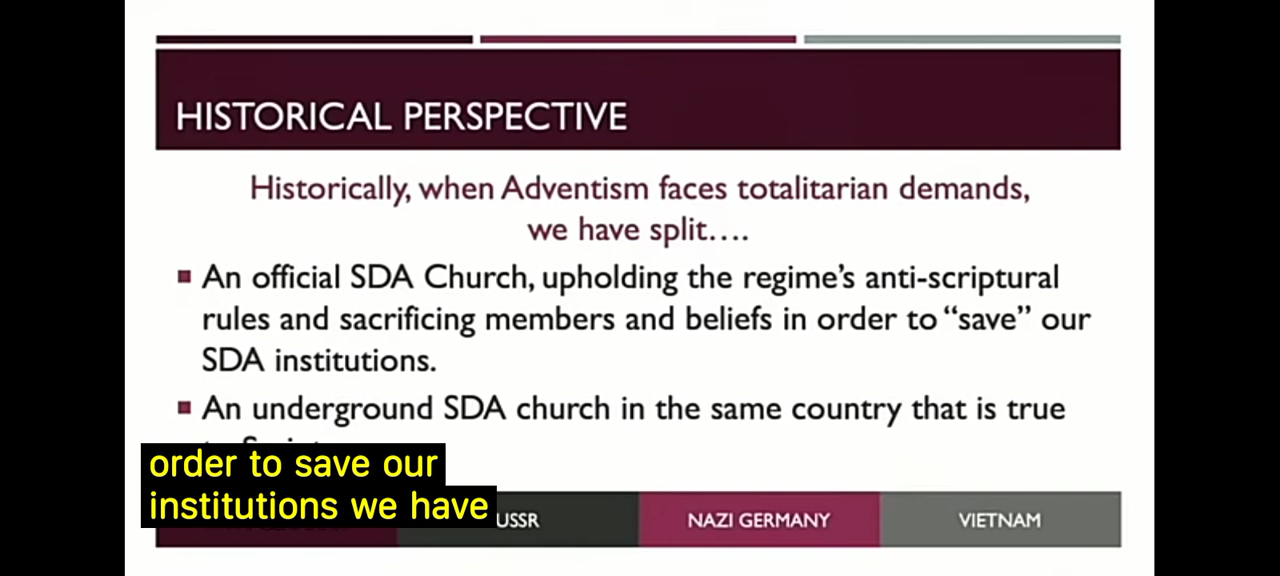 HISTORICAL PERSPECTIVE
Historically, when Adventism faces totalitarian demands,
we have split....
An official SDA Church, upholding the regime's anti-scriptural
rules and sacrificing members and beliefs in order to “save” our
SDA institutions.
An underground SDA church in the same country that is true
order to save our
institutions we have
USSR
NAZI GERMANY
VIETNAM